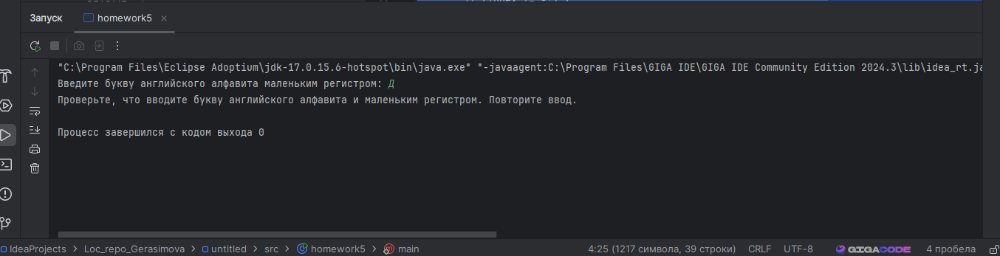 Запуск
homework5
"C:\Program Files\Eclipse Adoptium\jdk-17.0.15.6-hotspot\bin\java.exe" "-javaagent:C:\Program Files\GIGA IDE\GIGA IDE Community Edition 2024.3\lib\idea_rt.ja
Введите букву английского алфавита маленьким регистром: Д
Проверьте, что вводите букву английского алфавита и маленьким регистром. Повторите ввод.
Процесс завершился с кодом выхода 0
IdeaProjects > Loc_repo_Gerasimova > untitled > src > homework5 > main 4:25 (1217 символа, 39 строки) CRLF UTF-8 GIGACODE 4 пробела